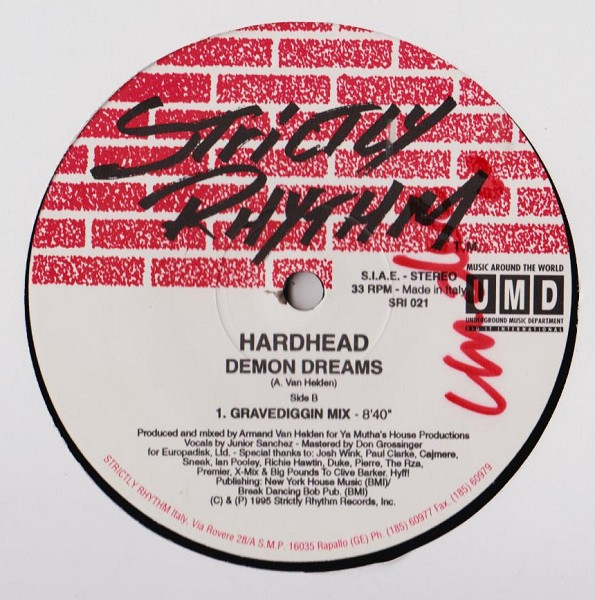 STRICTLY
RHYTHM
T.M.
S.I.A.E. - STEREO
33 RPM - Made in Italy
SRI 021
MUSIC AROUND THE WORLD
UMD
UNDERGROUND MUSIC DEPARTMENT
HARDHEAD
DEMON DREAMS
(A. Van Helden)
Side B
1. GRAVEDIGGIN MIX - 8'40"
Produced and mixed by Armand Van Helden for Ya Mutha's House Productions
Vocals by Junior Sanchez - Mastered by Don Grossinger
for Europadisk, Ltd. - Special thanks to: Josh Wink, Paul Clarke, Cajmere,
Sneak, Ian Pooley, Richie Hawtin, Duke, Pierre, The Rza,
Premier, X-Mix & Big Pounds To Clive Barker. Hyff!
Publishing: New York House Music (BMI)/
Break Dancing Bob Pub. (BMI)
(C) & (P) 1995 Strictly Rhythm Records, Inc.
STRICTLY RHYTHM Italy. Via Rovere 28/A S.M.P. 16035 Rapallo (GE) Ph. (185) 60977 Fax. (185) 60979